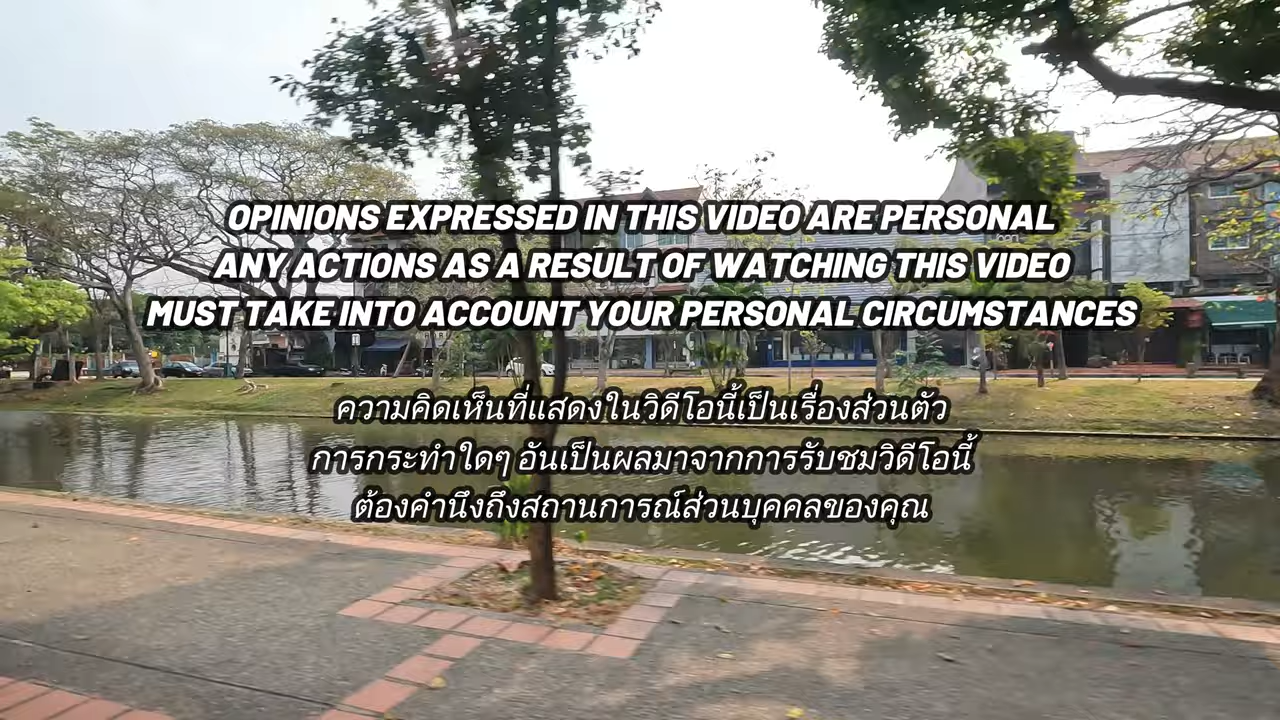 OPINIONS EXPRESSED IN THIS VIDEO ARE PERSONAL
ANY ACTIONS AS A RESULT OF WATCHING THIS VIDEO
MUST TAKE INTO ACCOUNT YOUR PERSONAL CIRCUMSTANCES
ความคิดเห็นที่แสดงในวิดีโอนี้เป็นเรื่องส่วนตัว
การกระทำใดๆ อันเป็นผลมาจากการรับชมวิดีโอนี้
ต้องคำนึงถึงสถานการณ์ส่วนบุคคลของคุณ